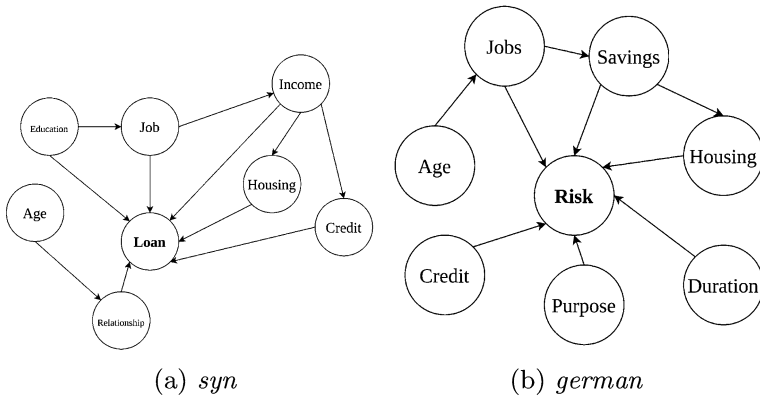 Education
Job
Income
Age
Loan
Housing
Credit
Relationship
(a) syn
Jobs
Savings
Age
Risk
Housing
Credit
Purpose
Duration
(b) german